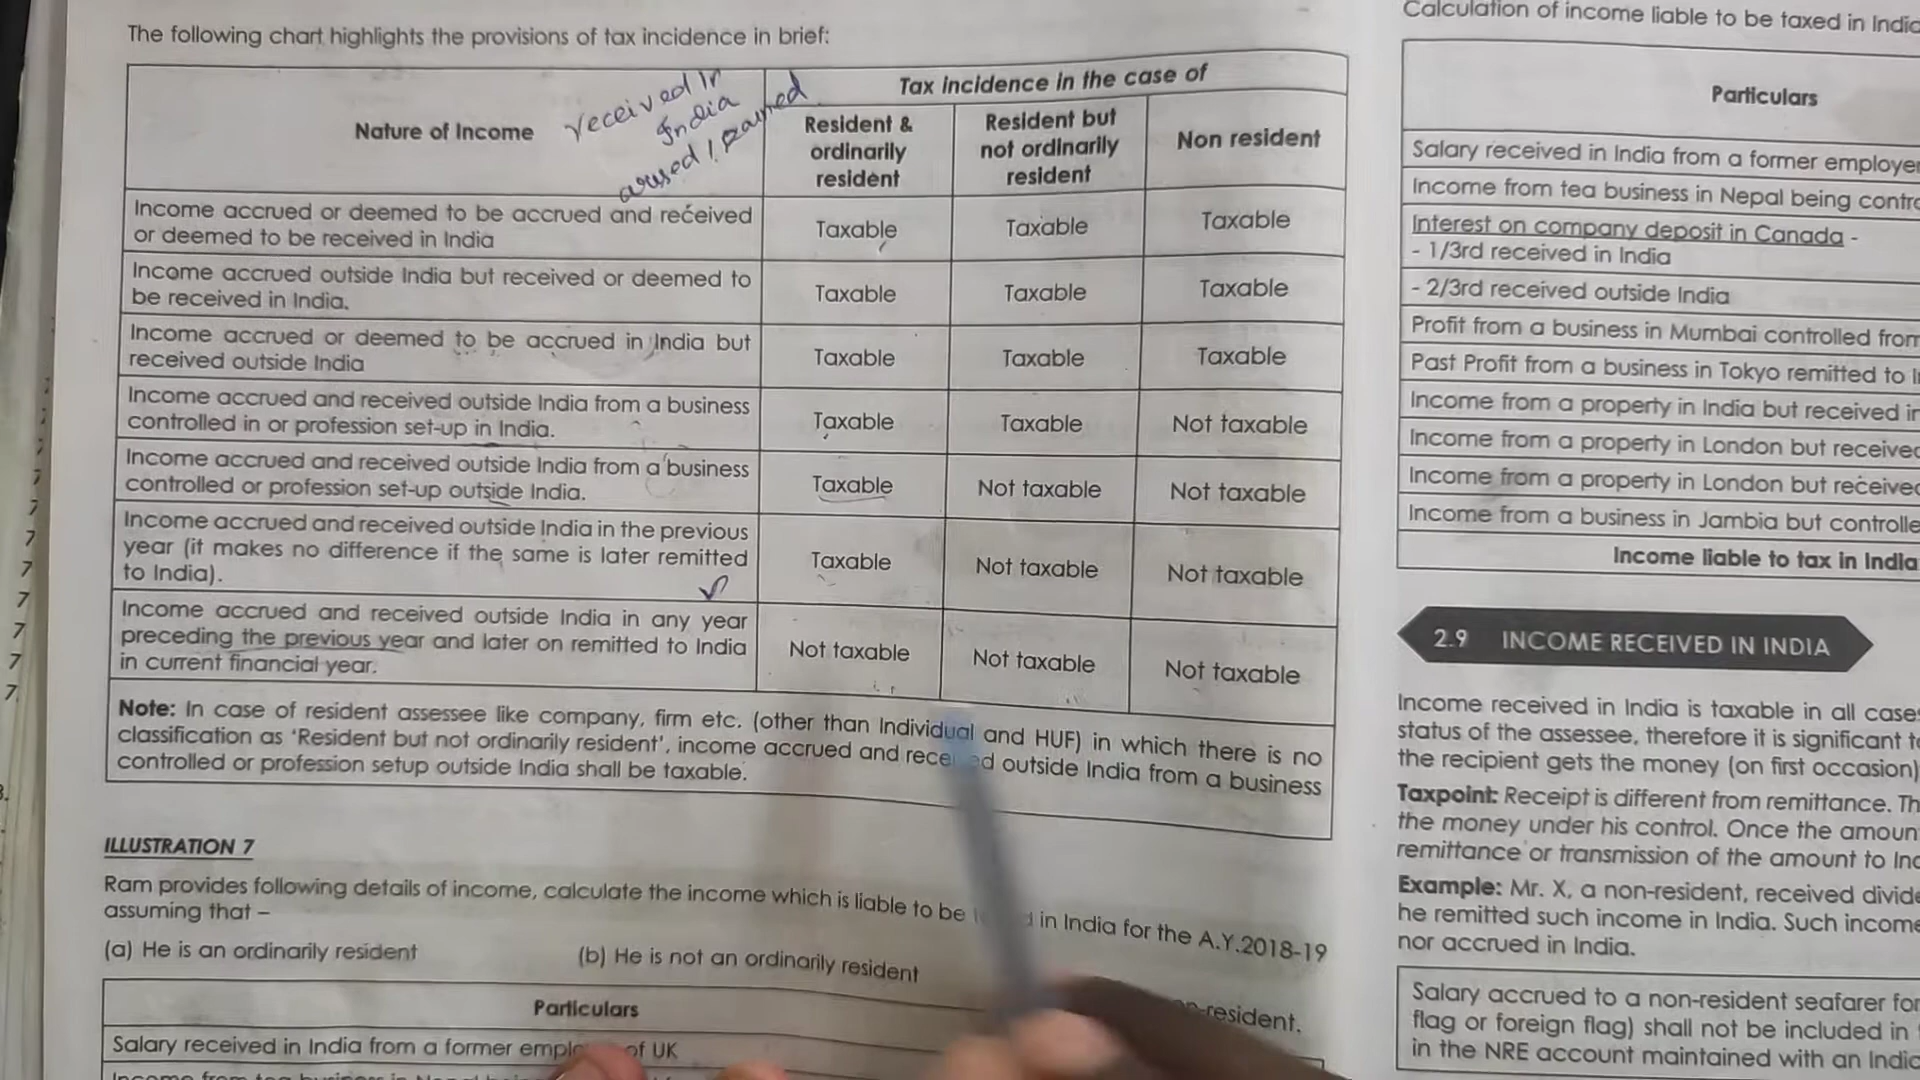 The following chart highlights the provisions of tax incidence in brief:
Nature of Income
received In
India
earned
Tax incidence in the case of
Resident &
ordinarily
resident
Resident but
not ordinarily
resident
Non resident
Income accrued or deemed to be accrued and received
or deemed to be received in India
Taxable
Taxable
Taxable
Income accrued outside India but received or deemed to
be received in India.
Taxable
Taxable
Taxable
Income accrued or deemed to be accrued in India but
received outside India
Taxable
Taxable
Taxable
Income accrued and received outside India from a business
controlled in or profession set-up in India.
Taxable
Taxable
Not taxable
Income accrued and received outside India from a business
controlled or profession set-up outside India.
Taxable
Not taxable
Not taxable
Income accrued and received outside India in the previous
year (it makes no difference if the same is later remitted
to India).
Taxable
Not taxable
Not taxable
Income accrued and received outside India in any year
preceding the previous year and later on remitted to India
in current financial year.
Not taxable
Not taxable
Not taxable
Note: In case of resident assessee like company, firm etc. (other than Individual and HUF) in which there is no
classification as 'Resident but not ordinarily resident', income accrued and outside India from a business
controlled or profession setup outside India shall be taxable.
ILLUSTRATION 7
Ram provides following details of income, calculate the income which is liable to be in India for the A.Y.2018-19
assuming that –
(a) He is an ordinarily resident
(b) He is not an ordinarily resident
resident.
Particulars
Salary received in India from a former of UK
Calculation of income liable to be taxed in India
Particulars
Salary received in India from a former employer
Income from tea business in Nepal being
Interest on company deposit in Canada -
- 1/3rd received in India
- 2/3rd received outside India
Profit from a business in Mumbai controlled from
Past Profit from a business in Tokyo remitted to
Income from a property in India but received
Income from a property in London but received
Income from a property in London but received
Income from a business in Jambia but
Income liable to tax in India
2.9 INCOME RECEIVED IN INDIA
Income received in India is taxable in all
status of the assessee, therefore it is significant
the recipient gets the money (on first occasion)
Taxpoint: Receipt is different from remittance.
the money under his control. Once the
remittance or transmission of the amount to
Example: Mr. X, a non-resident, received
he remitted such income in India. Such income
nor accrued in India.
Salary accrued to a non-resident seafarer for
flag or foreign flag) shall not be included in
in the NRE account maintained with an